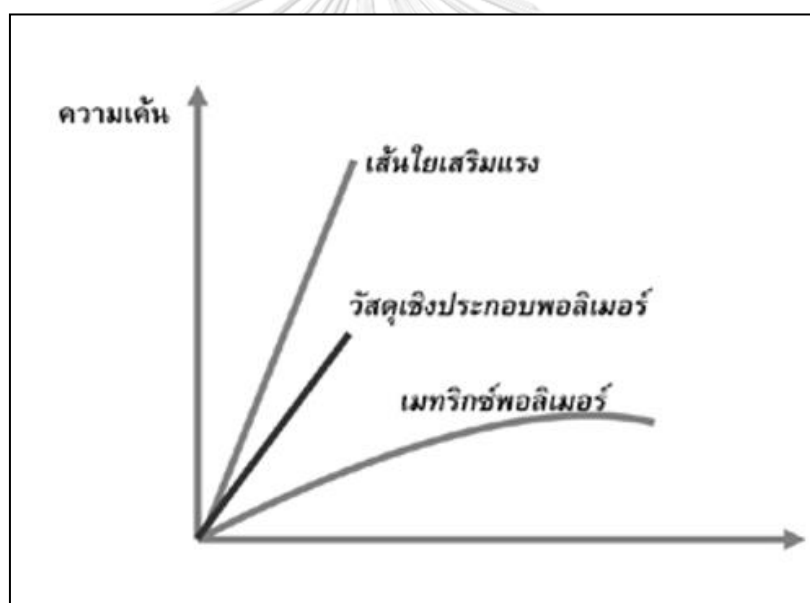 ความเค้น
เส้นใยเสริมแรง
วัสดุเชิงประกอบพอลิเมอร์
เมทริกซ์พอลิเมอร์